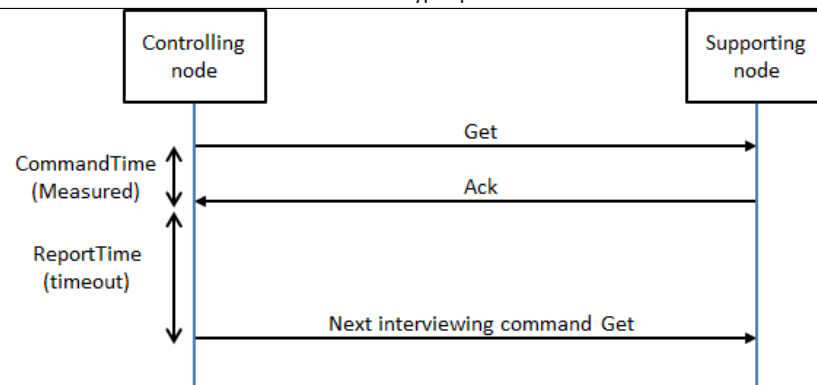 Controlling
node
Supporting
node
Get
CommandTime
(Measured)
Ack
ReportTime
(timeout)
Next interviewing command Get